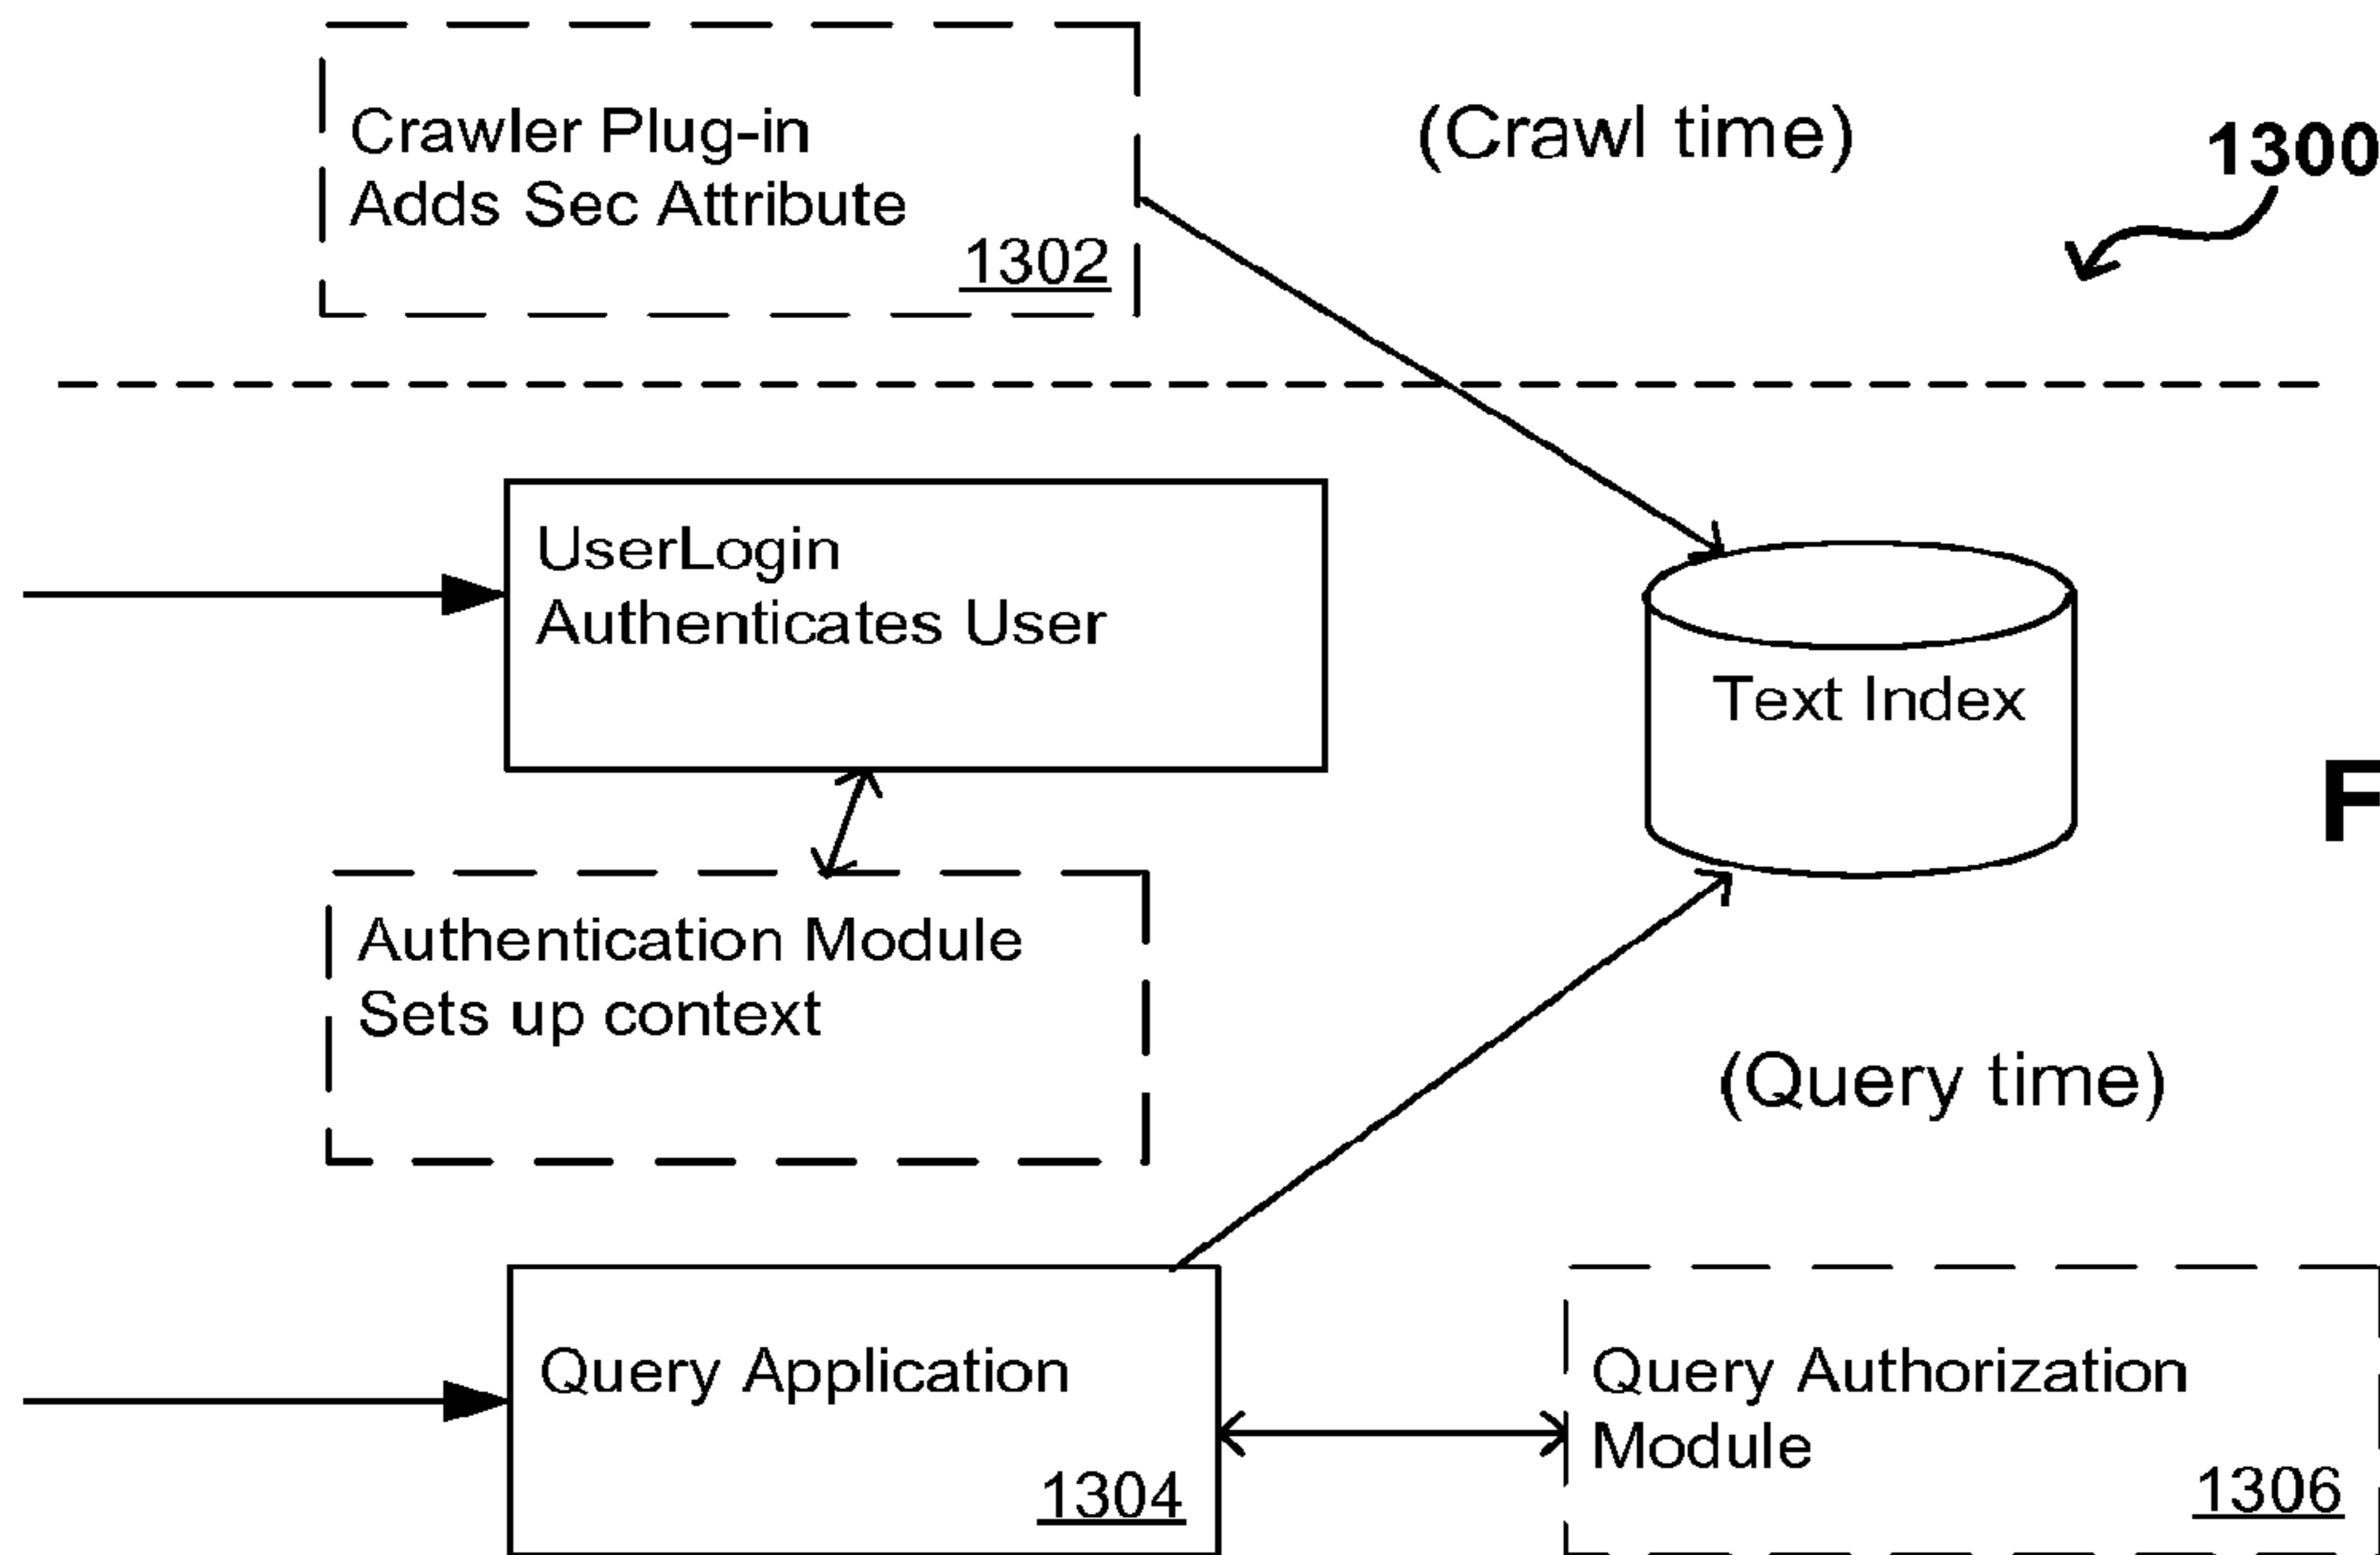 Crawler Plug-in
Adds Sec Attribute
1302
(Crawl time)
1300
UserLogin
Authenticates User
Text Index
F
Authentication Module
Sets up context
(Query time)
Query Application
1304
Query Authorization
Module
1306